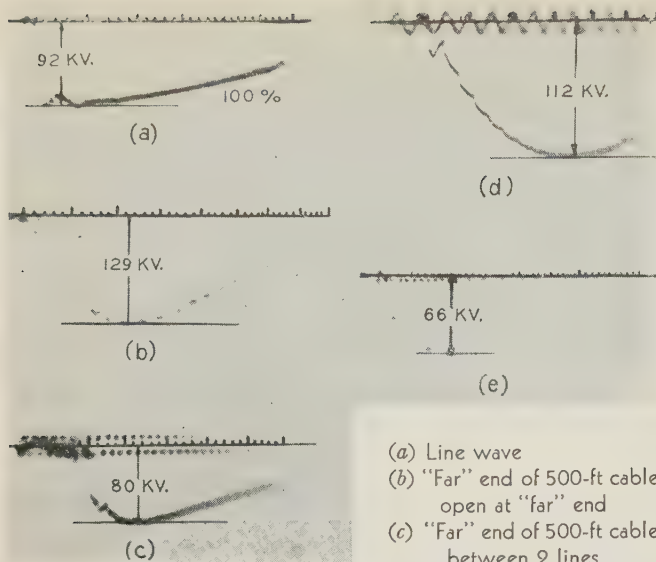 92 KV.
100%
(a)
129 KV.
(b)
80 KV.
(c)
112 KV.
(d)
66 KV.
(e)
(a) Line wave
(b) "Far" end of 500-ft cable
open at "far" end
(c) "Far" end of 500-ft cable
between 2 lines